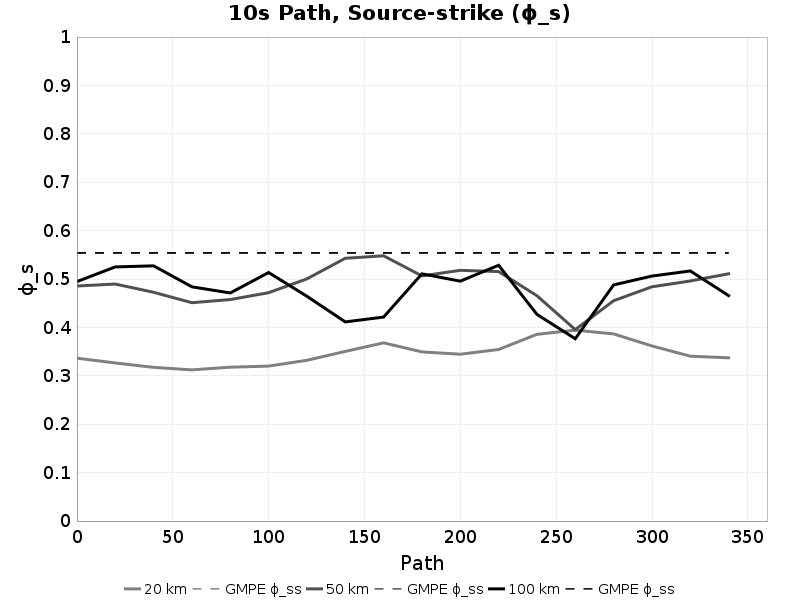 10s Path, Source-strike (ϕ_s)
1
0.9
0.8
0.7
0.6
0.5
0.4
0.3
0.2
0.1
0
ϕ_s
0 50 100 150 200 250 300 350
Path
20 km GMPE ϕ_ss 50 km GMPE ϕ_ss 100 km GMPE ϕ_ss